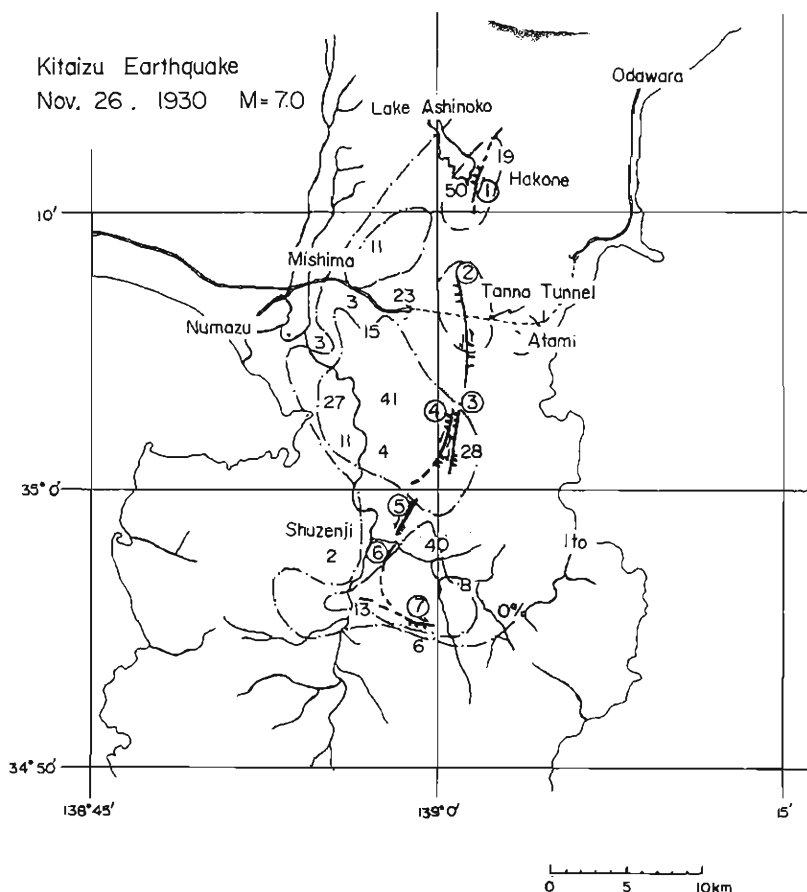 Kitaizu Earthquake
Nov. 26. 1930 M=7.0
Odawara
Lake Ashinoko
19
50
①
Hakone
10'
11
②
Mishima
3
23
Tanna Tunnel
Numazu
3
15
Atami
27
41
④
③
11
4
28
35°0'
⑤
Shuzenji
2
⑥
40
Ito
8
13
⑦
0%
6
34°50'
138°45'
139°0'
15'
0 5 10km